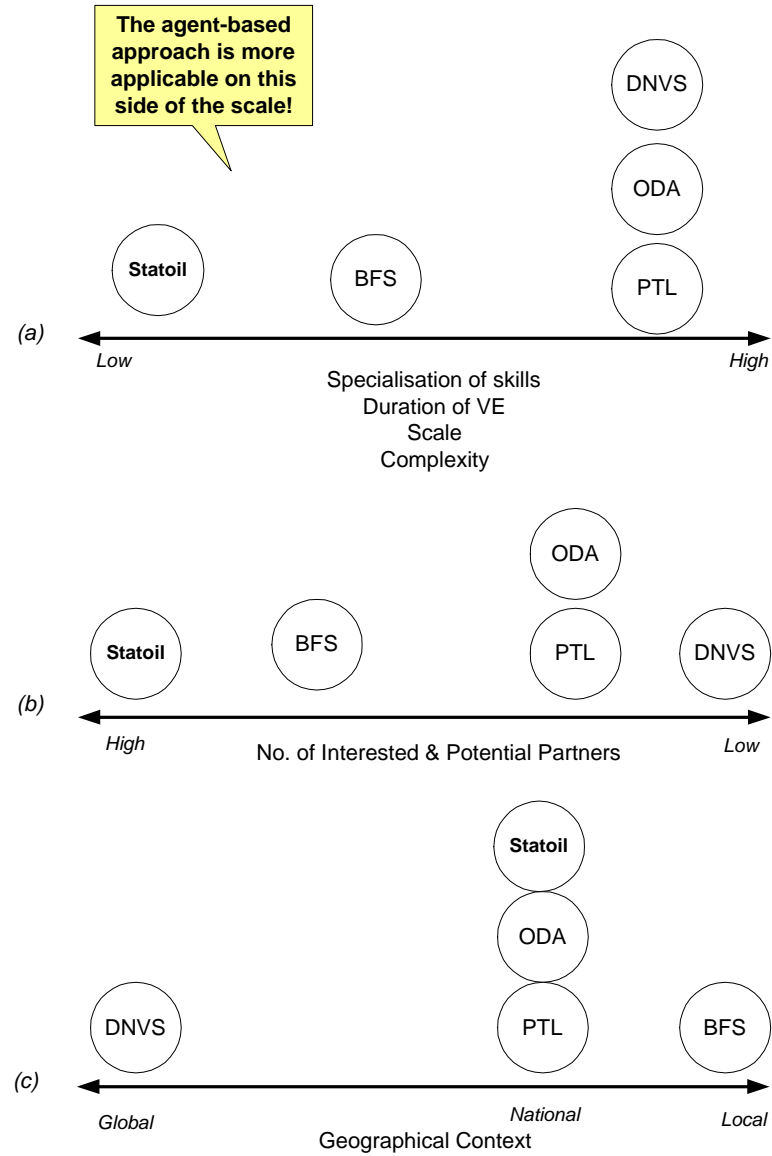 The agent-based
approach is more
applicable on this
side of the scale!
DNVS
ODA
Statoil
BFS
PTL
(a)
Low
High
Specialisation of skills
Duration of VE
Scale
Complexity
ODA
Statoil
BFS
PTL
DNVS
(b)
High
No. of Interested & Potential Partners
Low
Statoil
ODA
DNVS
PTL
BFS
(c)
Global
National
Local
Geographical Context